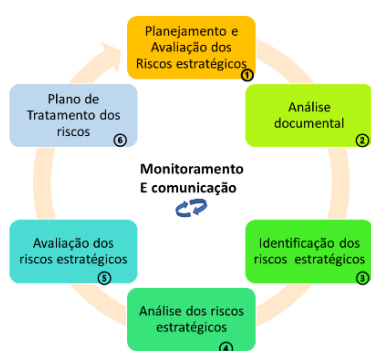 Planejamento e
Avaliação dos
Riscos estratégicos
1
Análise
documental
2
Identificação dos
riscos estratégicos
3
Análise dos riscos
estratégicos
4
Avaliação dos
riscos estratégicos
5
Plano de
Tratamento dos
riscos
6
Monitoramento
E comunicação